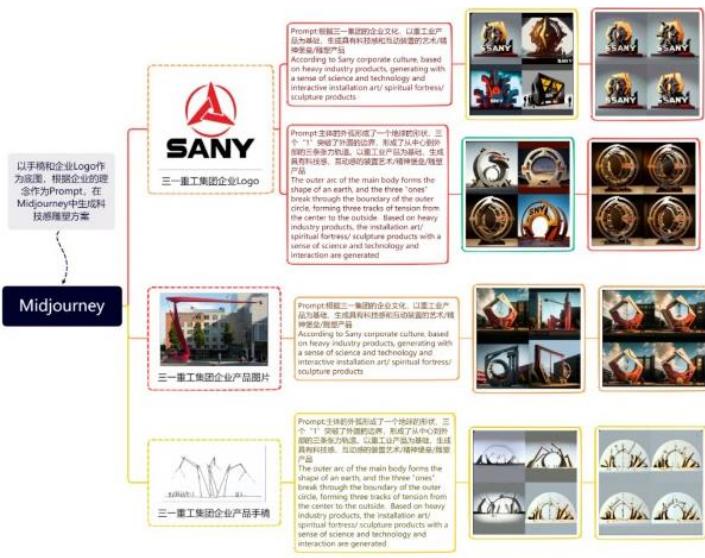 以手稿和企业Logo作
为底图，根据企业的理
念作为Prompt，在
Midjourney中生成科
技感雕塑方案
Midjourney
SANY
三一重工集团企业Logo
Prompt:根据三一集团的企业文化，以重工业产
品为基础，生成具有科技感和互动装置的艺术/精
神堡垒/雕塑产品
According to Sany corporate culture, based
on heavy industry products, generating with
a sense of science and technology and
interactive installation art/ spiritual fortress/
sculpture products
Prompt:主体的外弧形成了一个地球的形状，三
个“1”突破了外圆的边界，形成了从中心到外
部的三条张力轨道。以重工业产品为基础，生成
具有科技感、互动感的装置艺术/精神堡垒/雕塑
产品
The outer arc of the main body forms the
shape of an earth, and the three "ones"
break through the boundary of the outer
circle, forming three tracks of tension from
the center to the outside. Based on heavy
industry products, the installation art/
spiritual fortress/ sculpture products with a
sense of science and technology and
interaction are generated
三一重工集团企业产品图片
Prompt:根据三一集团的企业文化，以重工业产
品为基础，生成具有科技感和互动装置的艺术/精
神堡垒/雕塑产品
According to Sany corporate culture, based
on heavy industry products, generating with
a sense of science and technology and
interactive installation art/ spiritual fortress/
sculpture products
三一重工集团企业产品手稿
Prompt:主体的外弧形成了一个地球的形状，三
个“1”突破了外圆的边界，形成了从中心到外
部的三条张力轨道。以重工业产品为基础，生成
具有科技感、互动感的装置艺术/精神堡垒/雕塑
产品
The outer arc of the main body forms the
shape of an earth, and the three "ones"
break through the boundary of the outer
circle, forming three tracks of tension from
the center to the outside. Based on heavy
industry products, the installation art/
spiritual fortress/ sculpture products with a
sense of science and technology and
interaction are generated